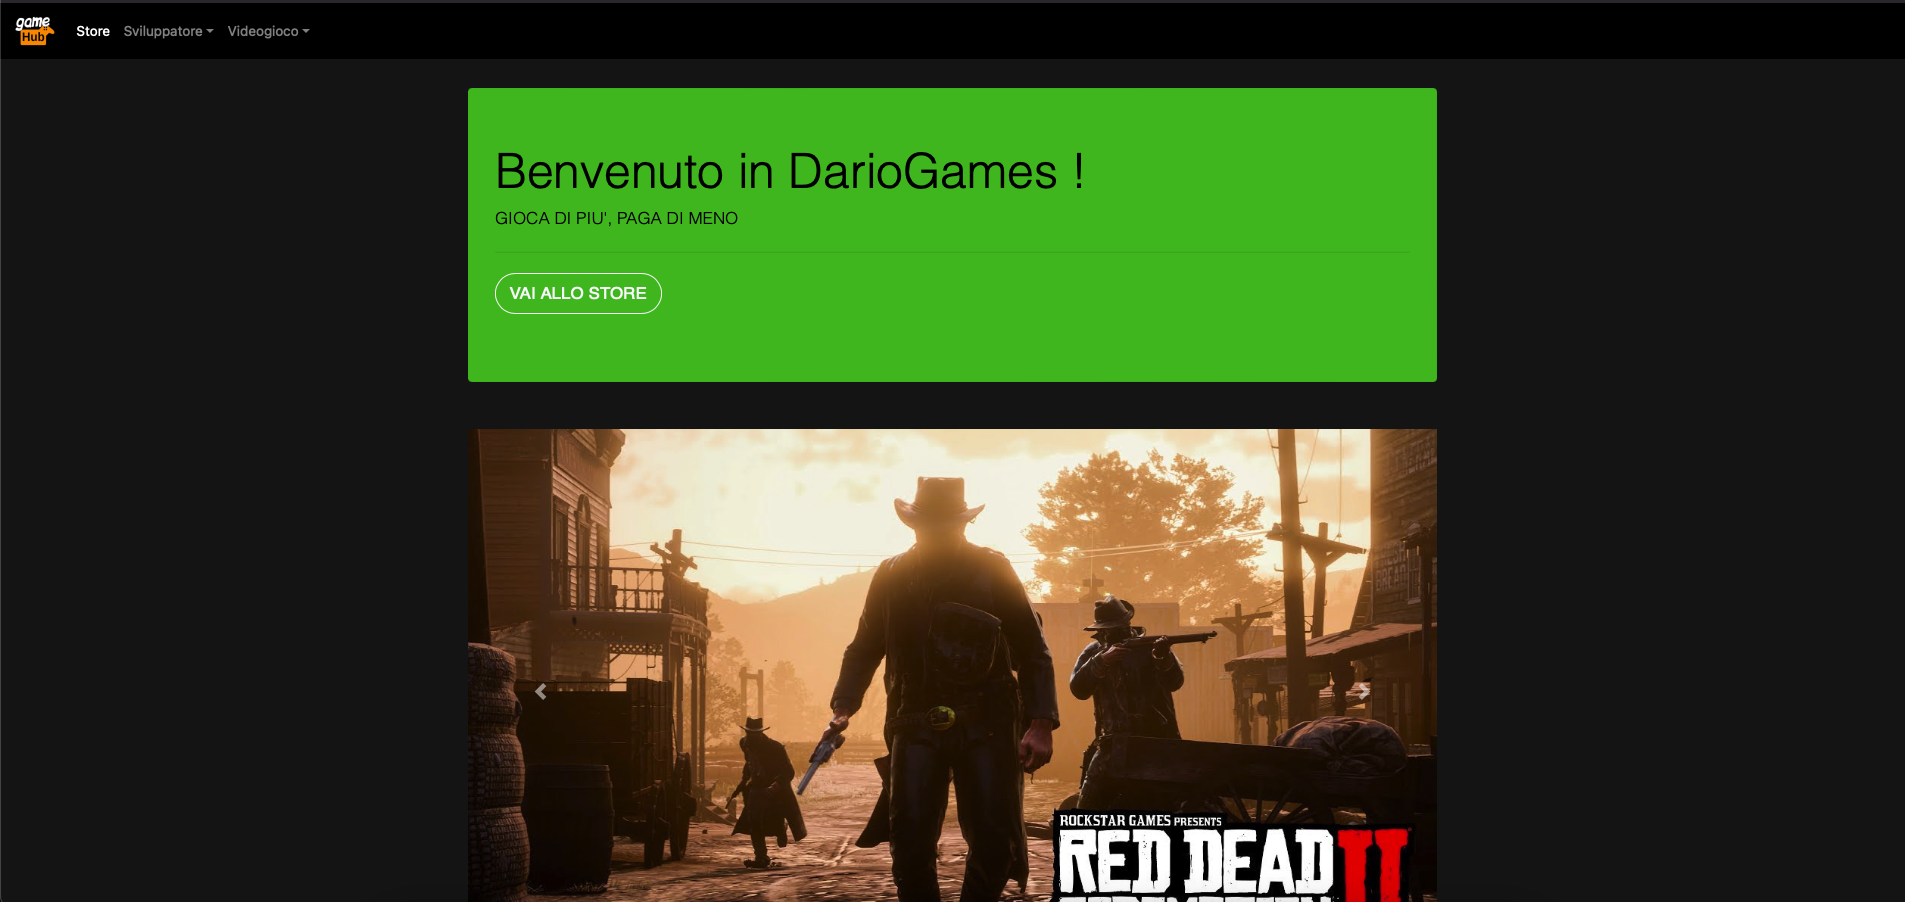 game
Hub
Store Sviluppatore Videogioco
Benvenuto in DarioGames !
GIOCA DI PIU', PAGA DI MENO
VAI ALLO STORE
ROCKSTAR GAMES PRESENTS
RED DEAD II
REDEMPTION